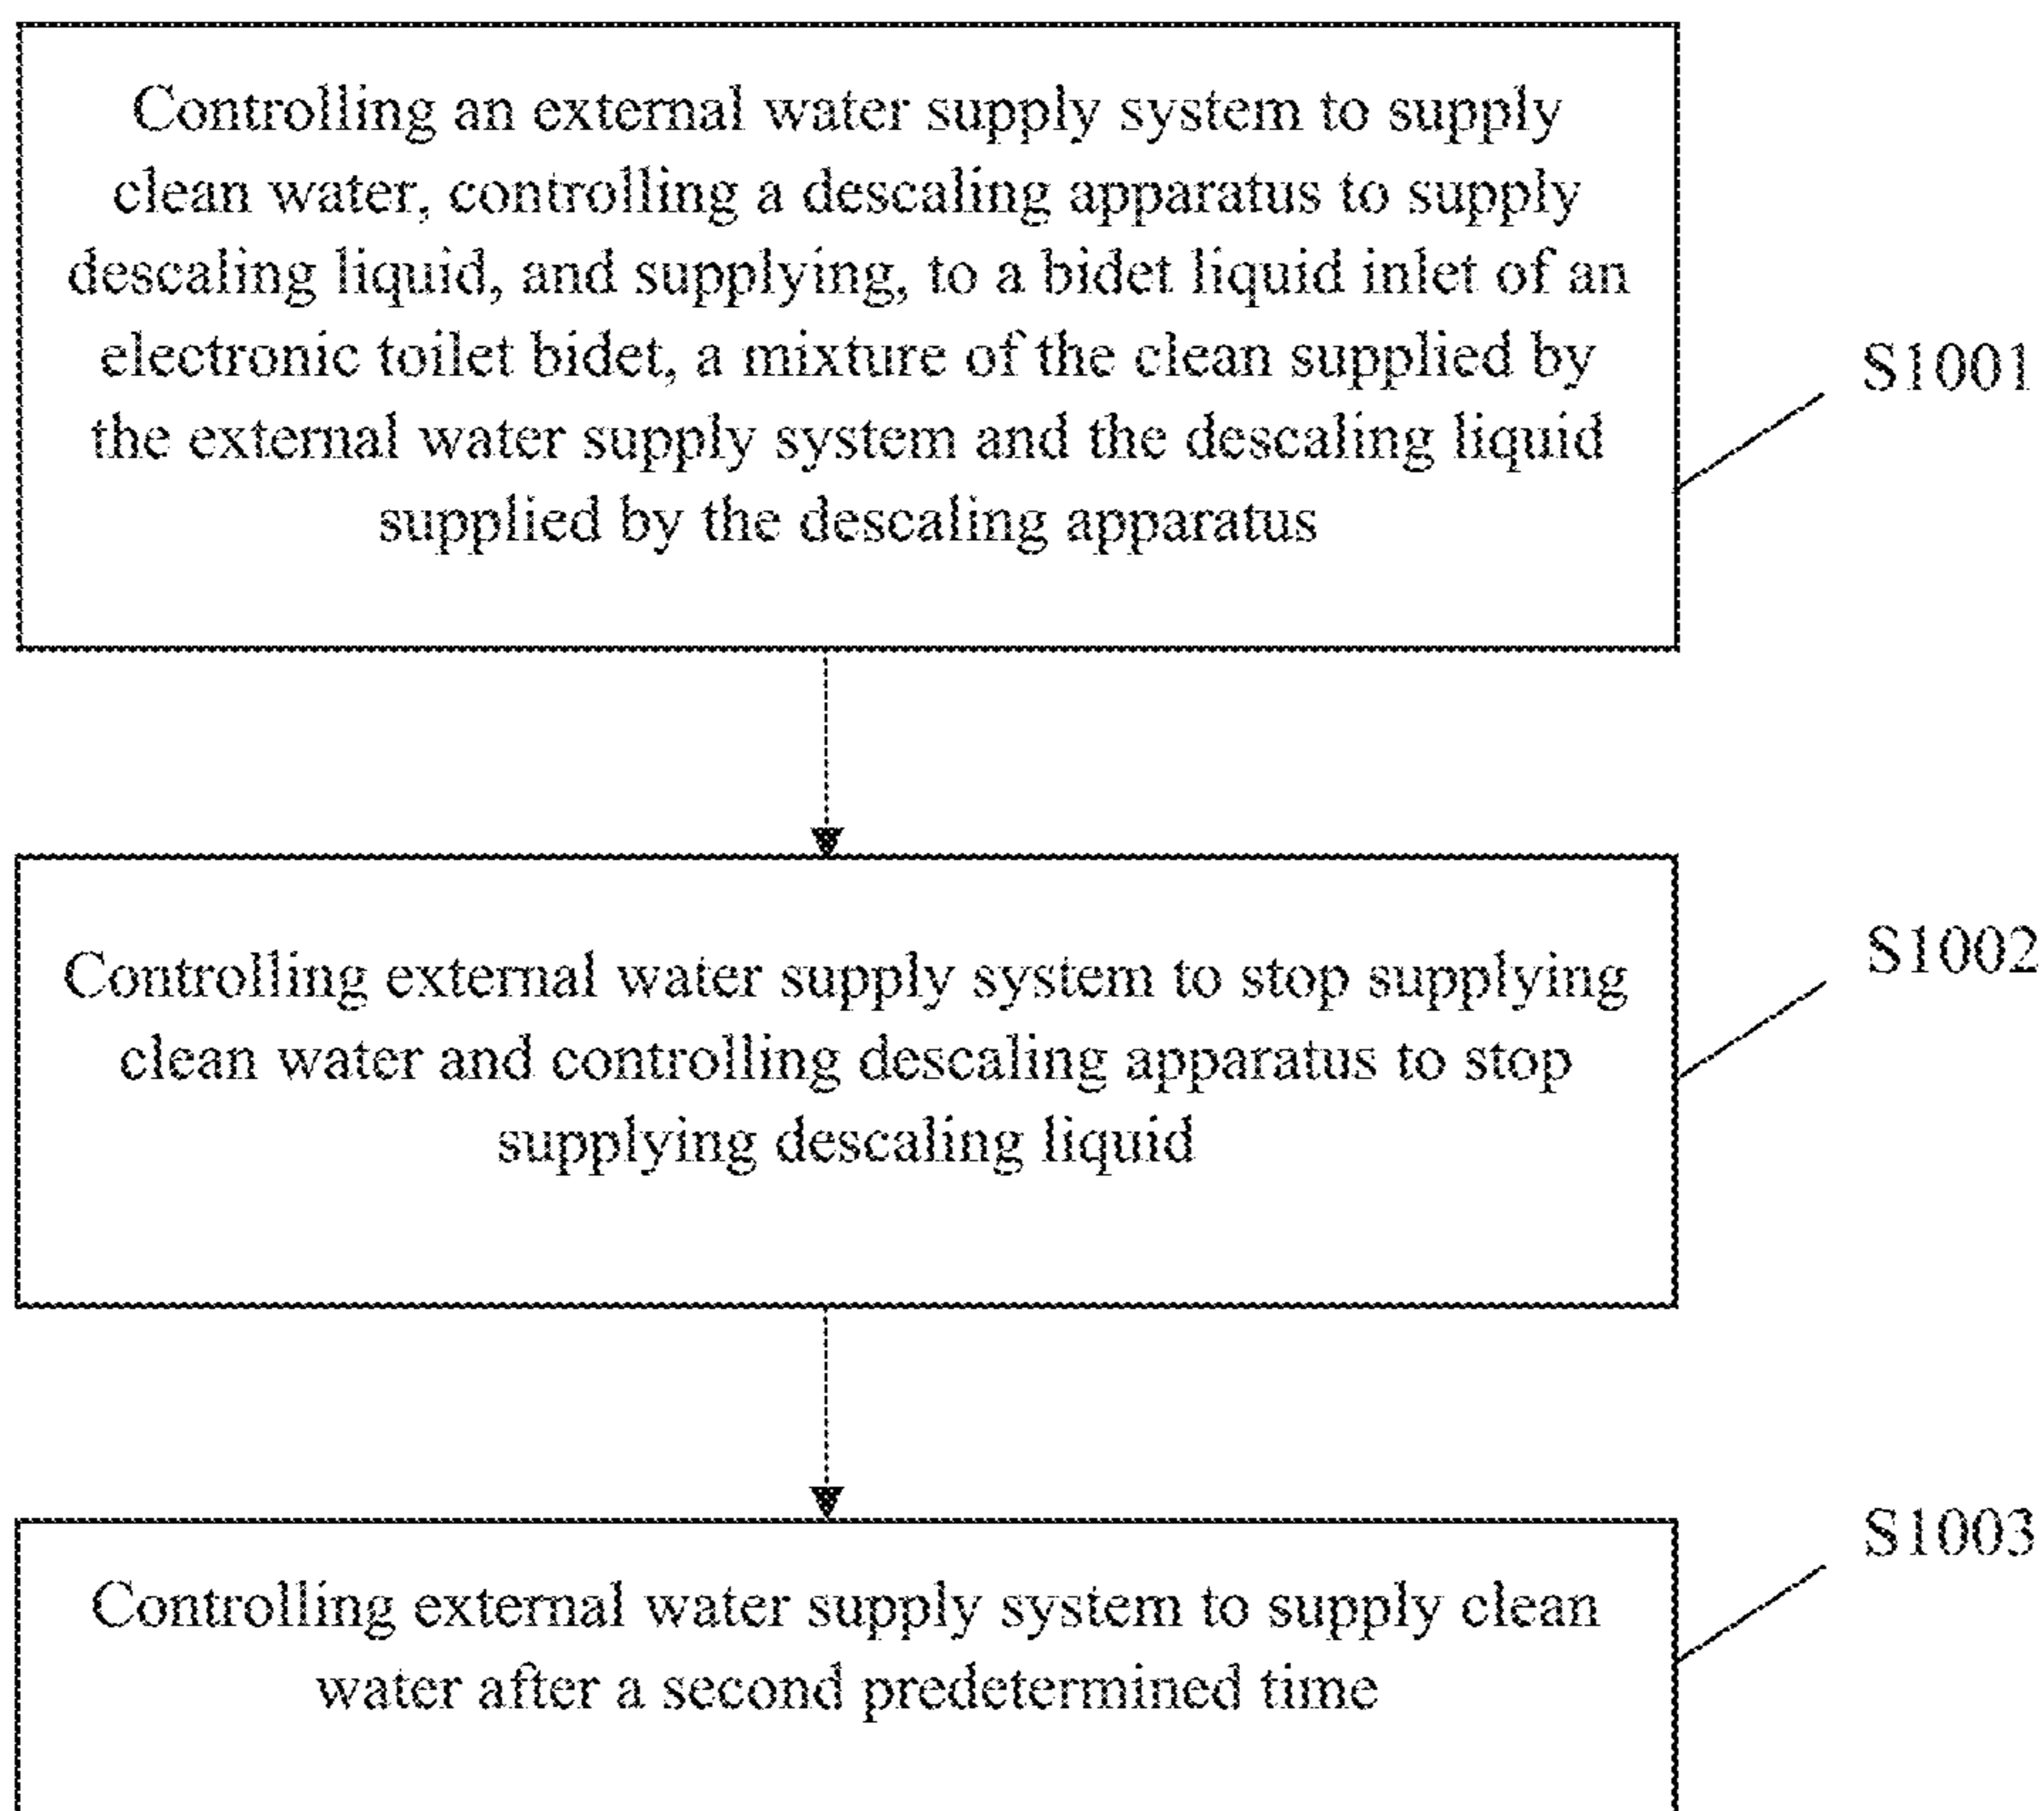 Controlling an external water supply system to supply
clean water, controlling a descaling apparatus to supply
descaling liquid, and supplying, to a bidet liquid inlet of an
electronic toilet bidet, a mixture of the clean supplied by
the external water supply system and the descaling liquid
supplied by the descaling apparatus
S1001
Controlling external water supply system to stop supplying
clean water and controlling descaling apparatus to stop
supplying descaling liquid
S1002
Controlling external water supply system to supply clean
water after a second predetermined time
S1003